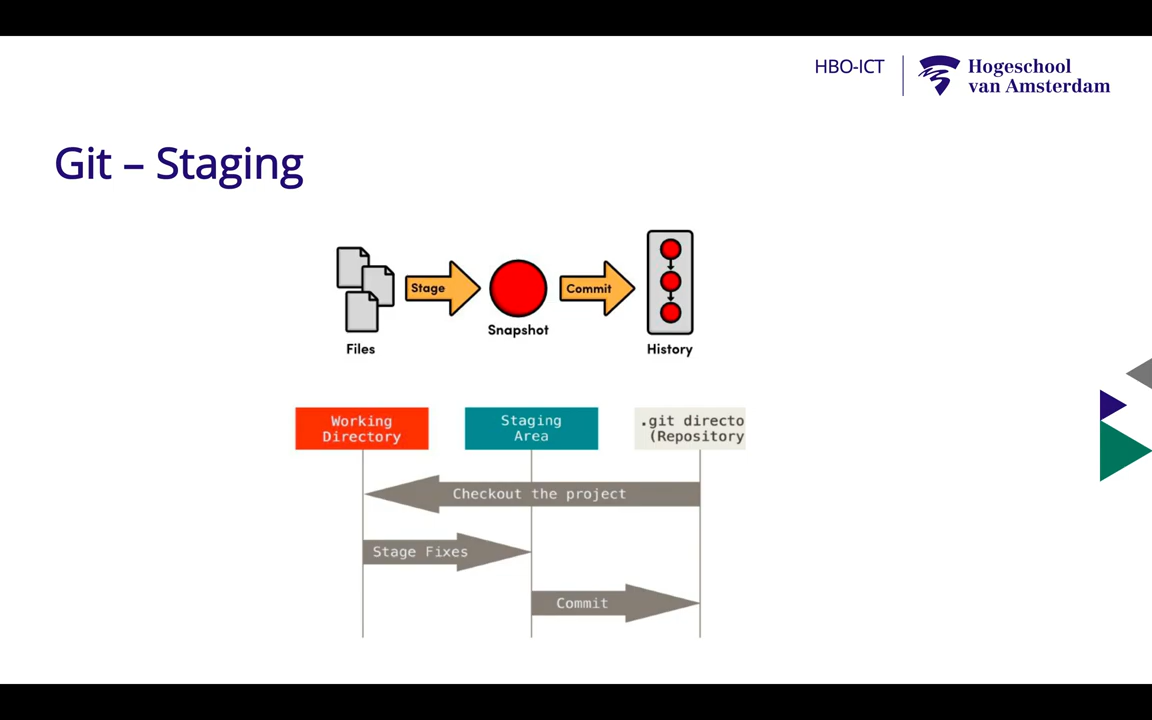 HBO-ICT
Hogeschool
van Amsterdam
Git – Staging
Stage
Commit
Snapshot
Files
History
Working
Directory
Staging
Area
.git directo
(Repository
Checkout the project
Stage Fixes
Commit